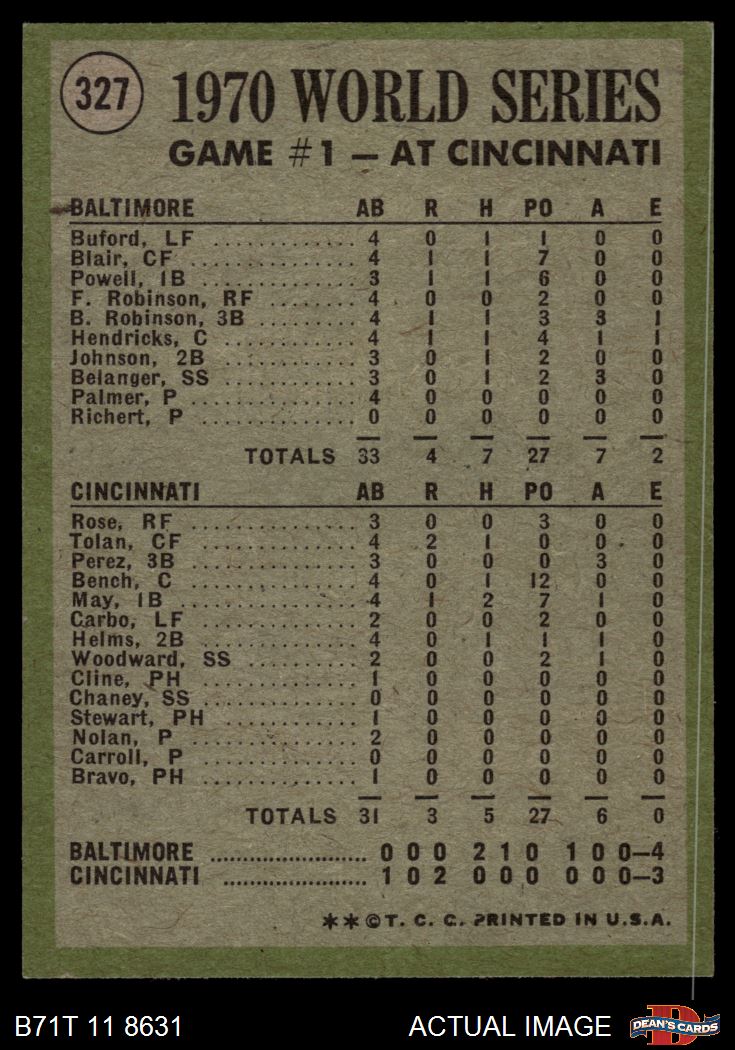 327
1970 WORLD SERIES
GAME #1 — AT CINCINNATI
BALTIMORE AB R H PO A E
Buford, LF ............ 4 0 1 1 0 0
Blair, CF .............. 4 1 1 7 0 0
Powell, 1B ............ 3 1 1 6 0 0
F. Robinson, RF ........ 4 0 0 2 0 0
B. Robinson, 3B ........ 4 1 1 3 3 1
Hendricks, C ........... 4 1 1 4 1 1
Johnson, 2B ............ 3 0 1 2 0 0
Belanger, SS ........... 3 0 1 2 3 0
Palmer, P .............. 4 0 0 0 0 0
Richert, P .............. 0 0 0 0 0 0
TOTALS 33 4 7 27 7 2
CINCINNATI AB R H PO A E
Rose, RF .............. 3 0 0 3 0 0
Tolan, CF .............. 4 2 1 0 0 0
Perez, 3B .............. 3 0 0 0 3 0
Bench, C .............. 4 0 1 12 0 0
May, 1B .............. 4 1 2 7 1 0
Carbo, LF .............. 2 0 0 2 0 0
Helms, 2B .............. 4 0 1 1 1 0
Woodward, SS .......... 2 0 0 2 1 0
Cline, PH .............. 1 0 0 0 0 0
Chaney, SS ............ 0 0 0 0 0 0
Stewart, PH ............ 1 0 0 0 0 0
Nolan, P .............. 2 0 0 0 0 0
Carroll, P .............. 0 0 0 0 0 0
Bravo, PH .............. 1 0 0 0 0 0
TOTALS 31 3 5 27 6 0
BALTIMORE ........................ 0 0 0 2 1 0 1 0 0—4
CINCINNATI ...................... 1 0 2 0 0 0 0 0 0—3
**©T. C. C. PRINTED IN U.S.A.
B71T 11 8631 ACTUAL IMAGE DEAN'S CARDS